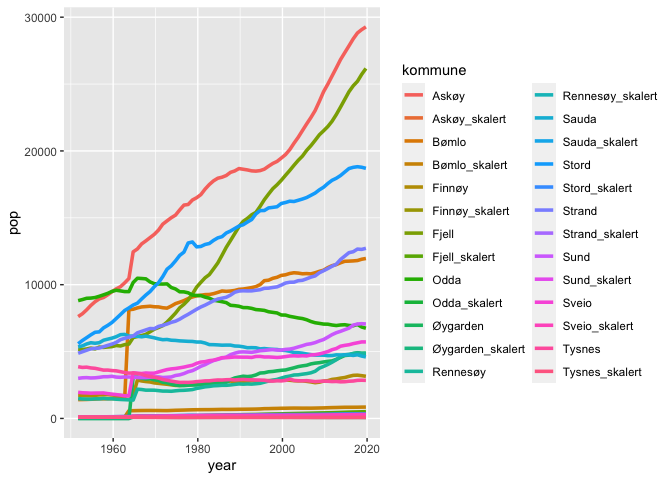 30000
20000
10000
0
pop
1960
1980
2000
2020
year
kommune
Askøy
Askøy_skalert
Bømlo
Bømlo_skalert
Finnøy
Finnøy_skalert
Fjell
Fjell_skalert
Odda
Odda_skalert
Øygarden
Øygarden_skalert
Rennesøy
Rennesøy_skalert
Sauda
Sauda_skalert
Stord
Stord_skalert
Strand
Strand_skalert
Sund
Sund_skalert
Sveio
Sveio_skalert
Tysnes
Tysnes_skalert